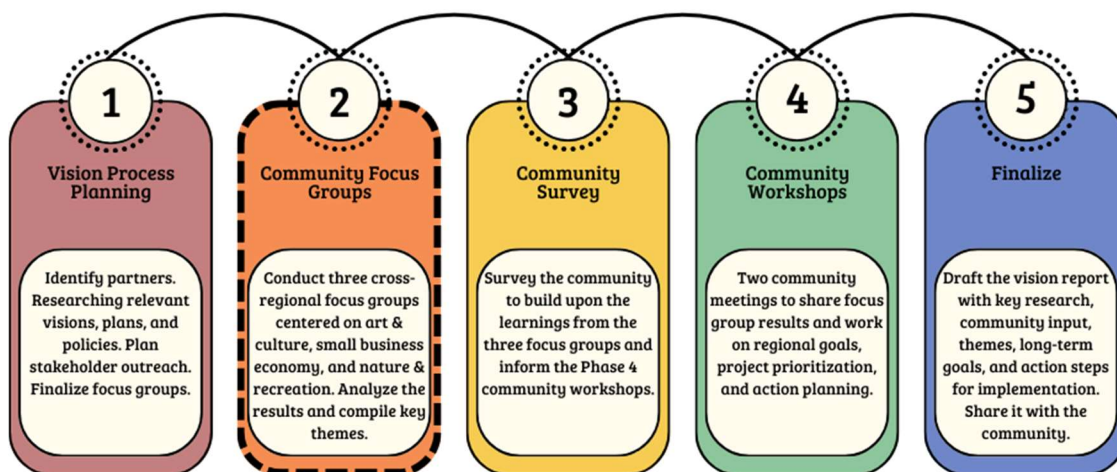 1
Vision Process
Planning
Identify partners.
Researching relevant
visions, plans, and
policies. Plan
stakeholder outreach.
Finalize focus groups.
2
Community Focus
Groups
Conduct three cross-
regional focus groups
centered on art &
culture, small business
economy, and nature &
recreation. Analyze the
results and compile key
themes.
3
Community
Survey
Survey the community
to build upon the
learnings from the
three focus groups and
inform the Phase 4
community workshops.
4
Community
Workshops
Two community
meetings to share focus
group results and work
on regional goals,
project prioritization,
and action planning.
5
Finalize
Draft the vision report
with key research,
community input,
themes, long-term
goals, and action steps
for implementation.
Share it with the
community.